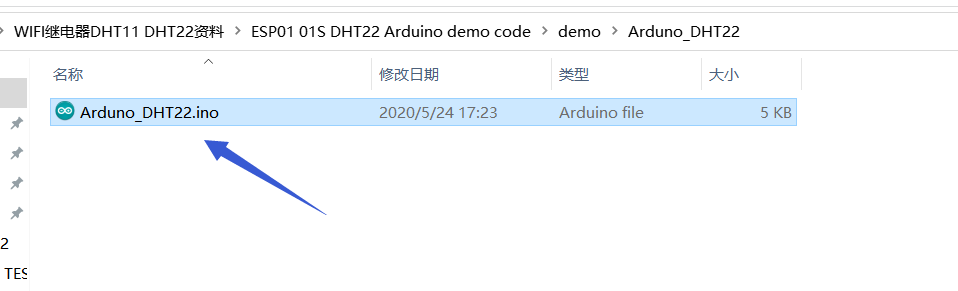 WIFI继电器DHT11 DHT22资料 > ESP01 01S DHT22 Arduino demo code > demo > Arduno_DHT22
名称 修改日期 类型 大小
Arduno_DHT22.ino 2020/5/24 17:23 Arduino file 5 KB
2
TES